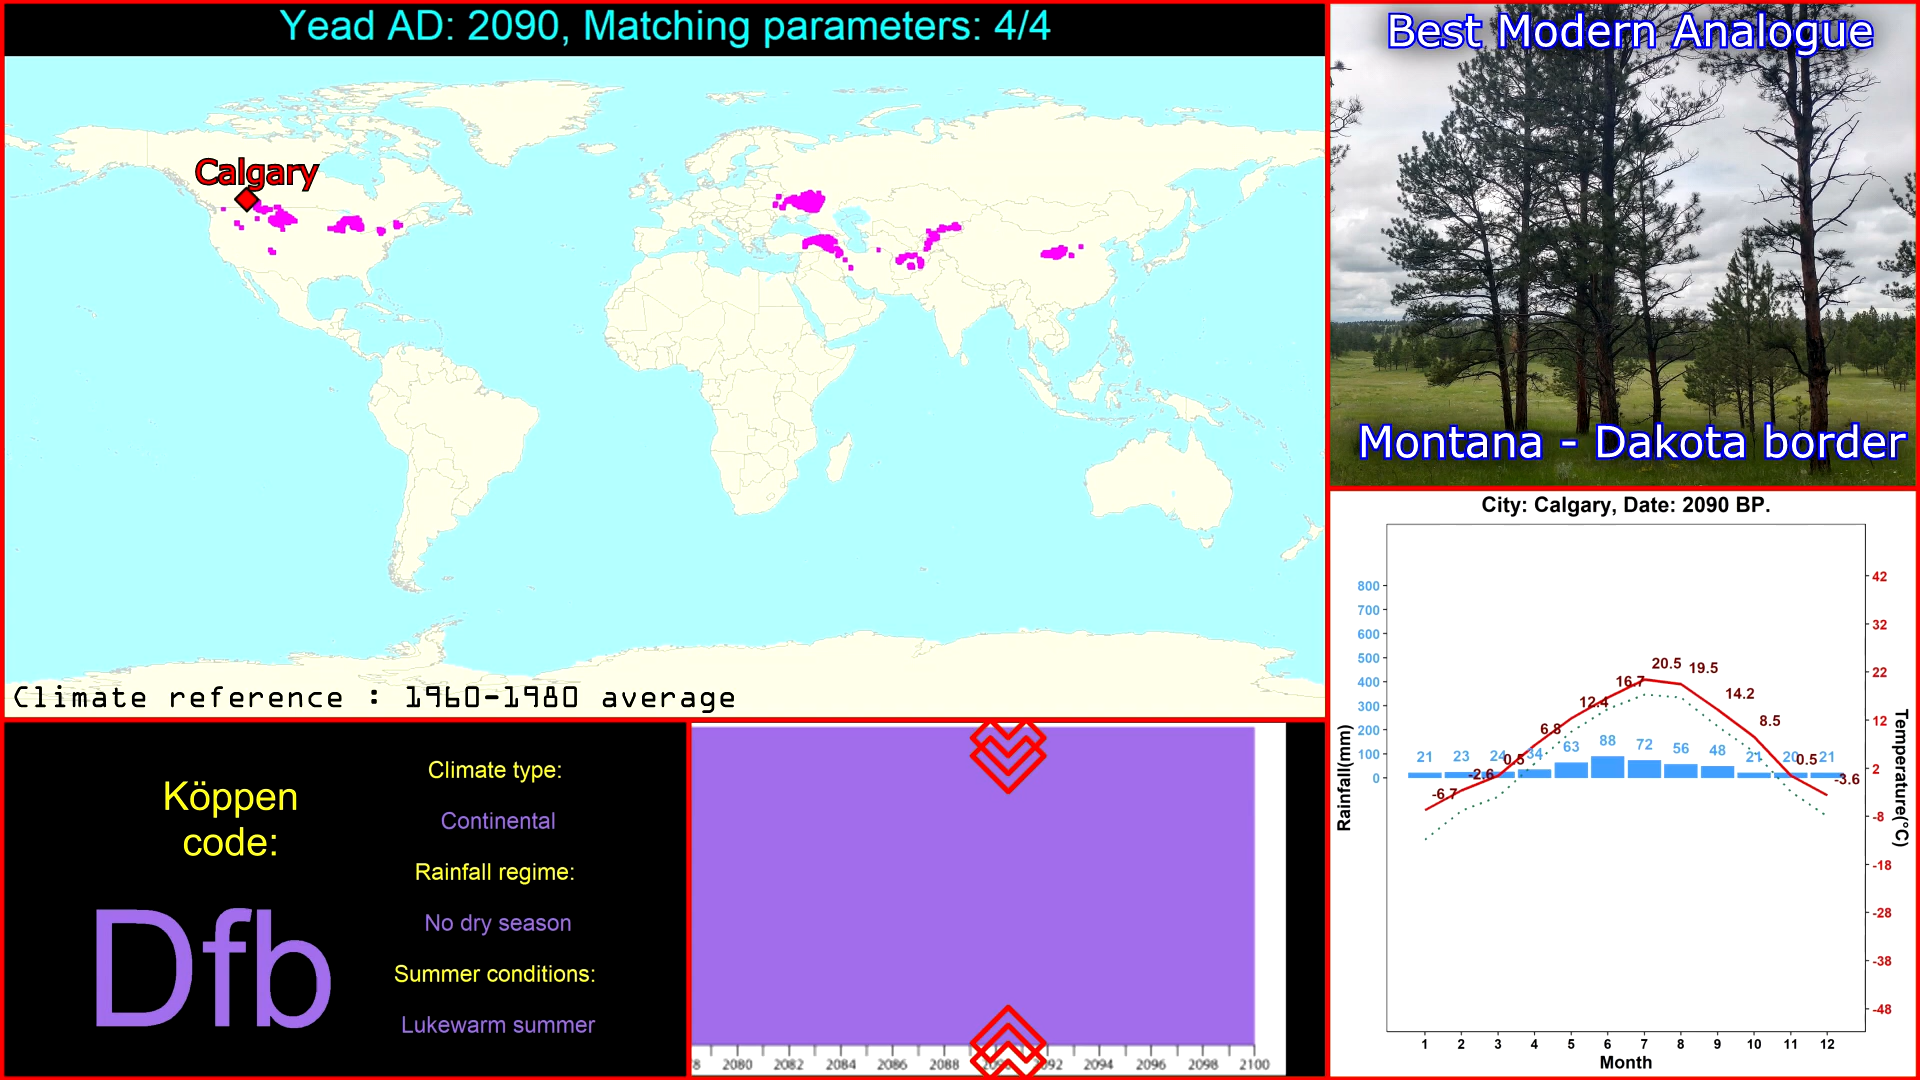 Yead AD: 2090, Matching parameters: 4/4
Calgary
Climate reference : 1960-1980 average
Best Modern Analogue
Montana - Dakota border
Köppen
code:
Dfb
Climate type:
Continental
Rainfall regime:
No dry season
Summer conditions:
Lukewarm summer
2080 2082 2084 2086 2088 2092 2094 2096 2098 2100
City: Calgary, Date: 2090 BP.
Rainfall(mm)
800
700
600
500
400
300
200
100
0
21 23 24 34 63 88 72 56 48 21 20 21
-6.7 -2.6 0.5 6.8 12.4 16.7 20.5 19.5 14.2 8.5 0.5 -3.6
42
32
22
12
2
-8
-18
-28
-38
-48
Temperature(°C)
1 2 3 4 5 6 7 8 9 10 11 12
Month